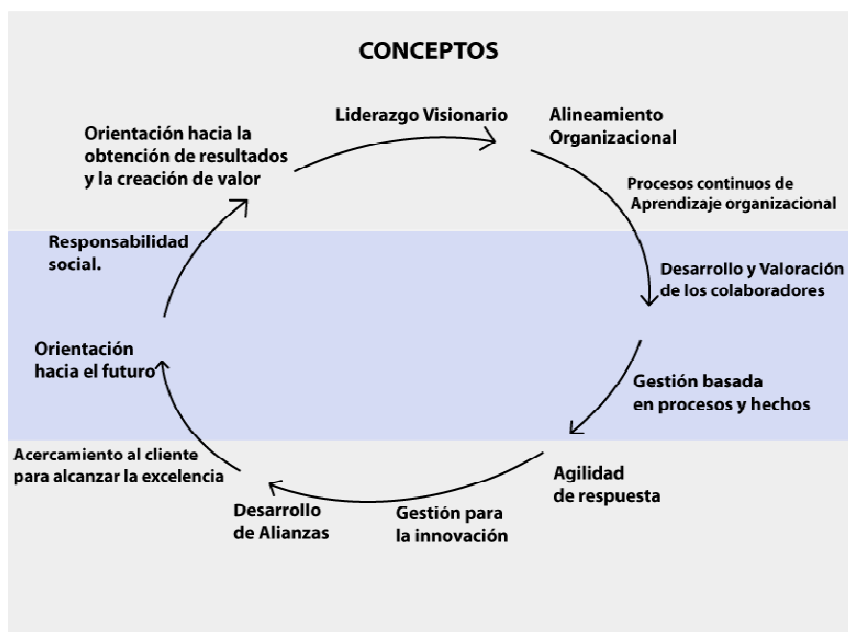 CONCEPTOS
Liderazgo Visionario
Alineamiento
Organizacional
Procesos continuos de
Aprendizaje organizacional
Desarrollo y Valoración
de los colaboradores
Gestión basada
en procesos y hechos
Agilidad
de respuesta
Gestión para
la innovación
Desarrollo
de Alianzas
Acercamiento al cliente
para alcanzar la excelencia
Orientación
hacia el futuro
Responsabilidad
social.
Orientación hacia la
obtención de resultados
y la creación de valor